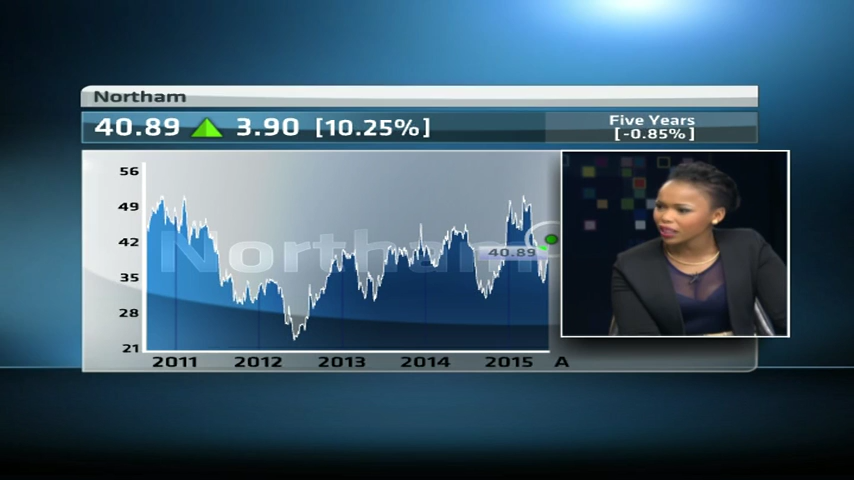 Northam
40.89 3.90 [10.25%]
Five Years
[-0.85%]
56
49
42
35
28
21
Northam
40.89
2011 2012 2013 2014 2015 A